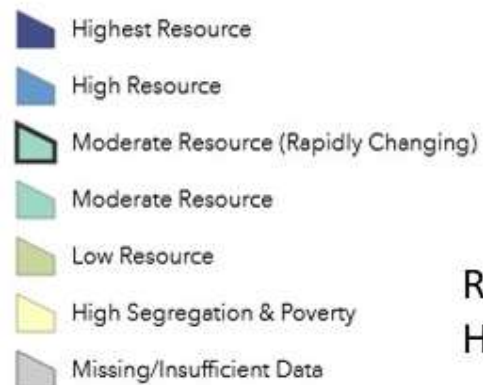 Highest Resource
High Resource
Moderate Resource (Rapidly Changing)
Moderate Resource
Low Resource
High Segregation & Poverty
Missing/Insufficient Data
R
H